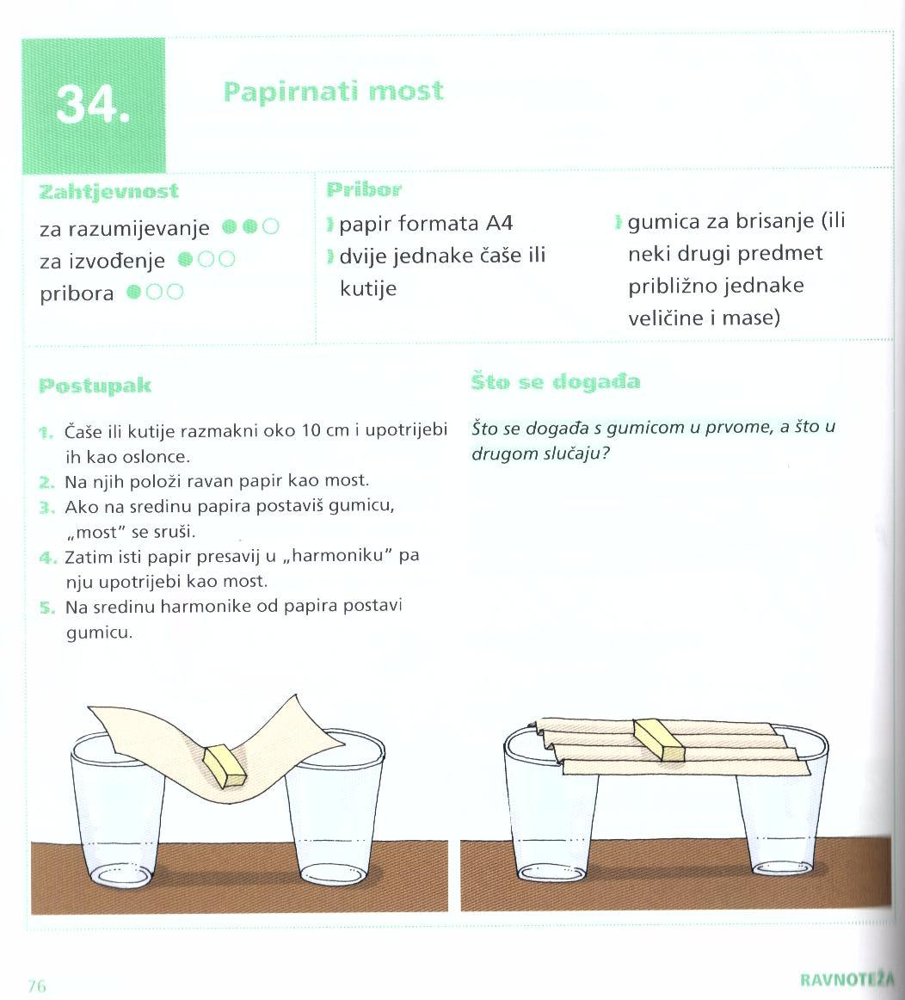 34.
Papirnati most
Zahtjevnost
za razumijevanje
za izvođenje
pribora
Pribor
papir formata A4
dvije jednake čaše ili
kutije
gumica za brisanje (ili
neki drugi predmet
približno jednake
veličine i mase)
Postupak
1. Čaše ili kutije razmakni oko 10 cm i upotrijebi
ih kao oslonce.
2. Na njih položi ravan papir kao most.
3. Ako na sredinu papira postaviš gumicu,
„most” se sruši.
4. Zatim isti papir presavij u „harmoniku” pa
nju upotrijebi kao most.
5. Na sredinu harmonike od papira postavi
gumicu.
Što se događa
Što se događa s gumicom u prvome, a što u
drugom slučaju?
76
RAVNOTEŽA